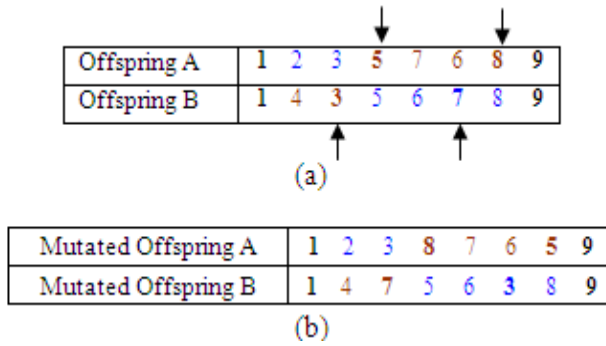 Offspring A 1 2 3 5 7 6 8 9
Offspring B 1 4 3 5 6 7 8 9
(a)
Mutated Offspring A 1 2 3 8 7 6 5 9
Mutated Offspring B 1 4 7 5 6 3 8 9
(b)